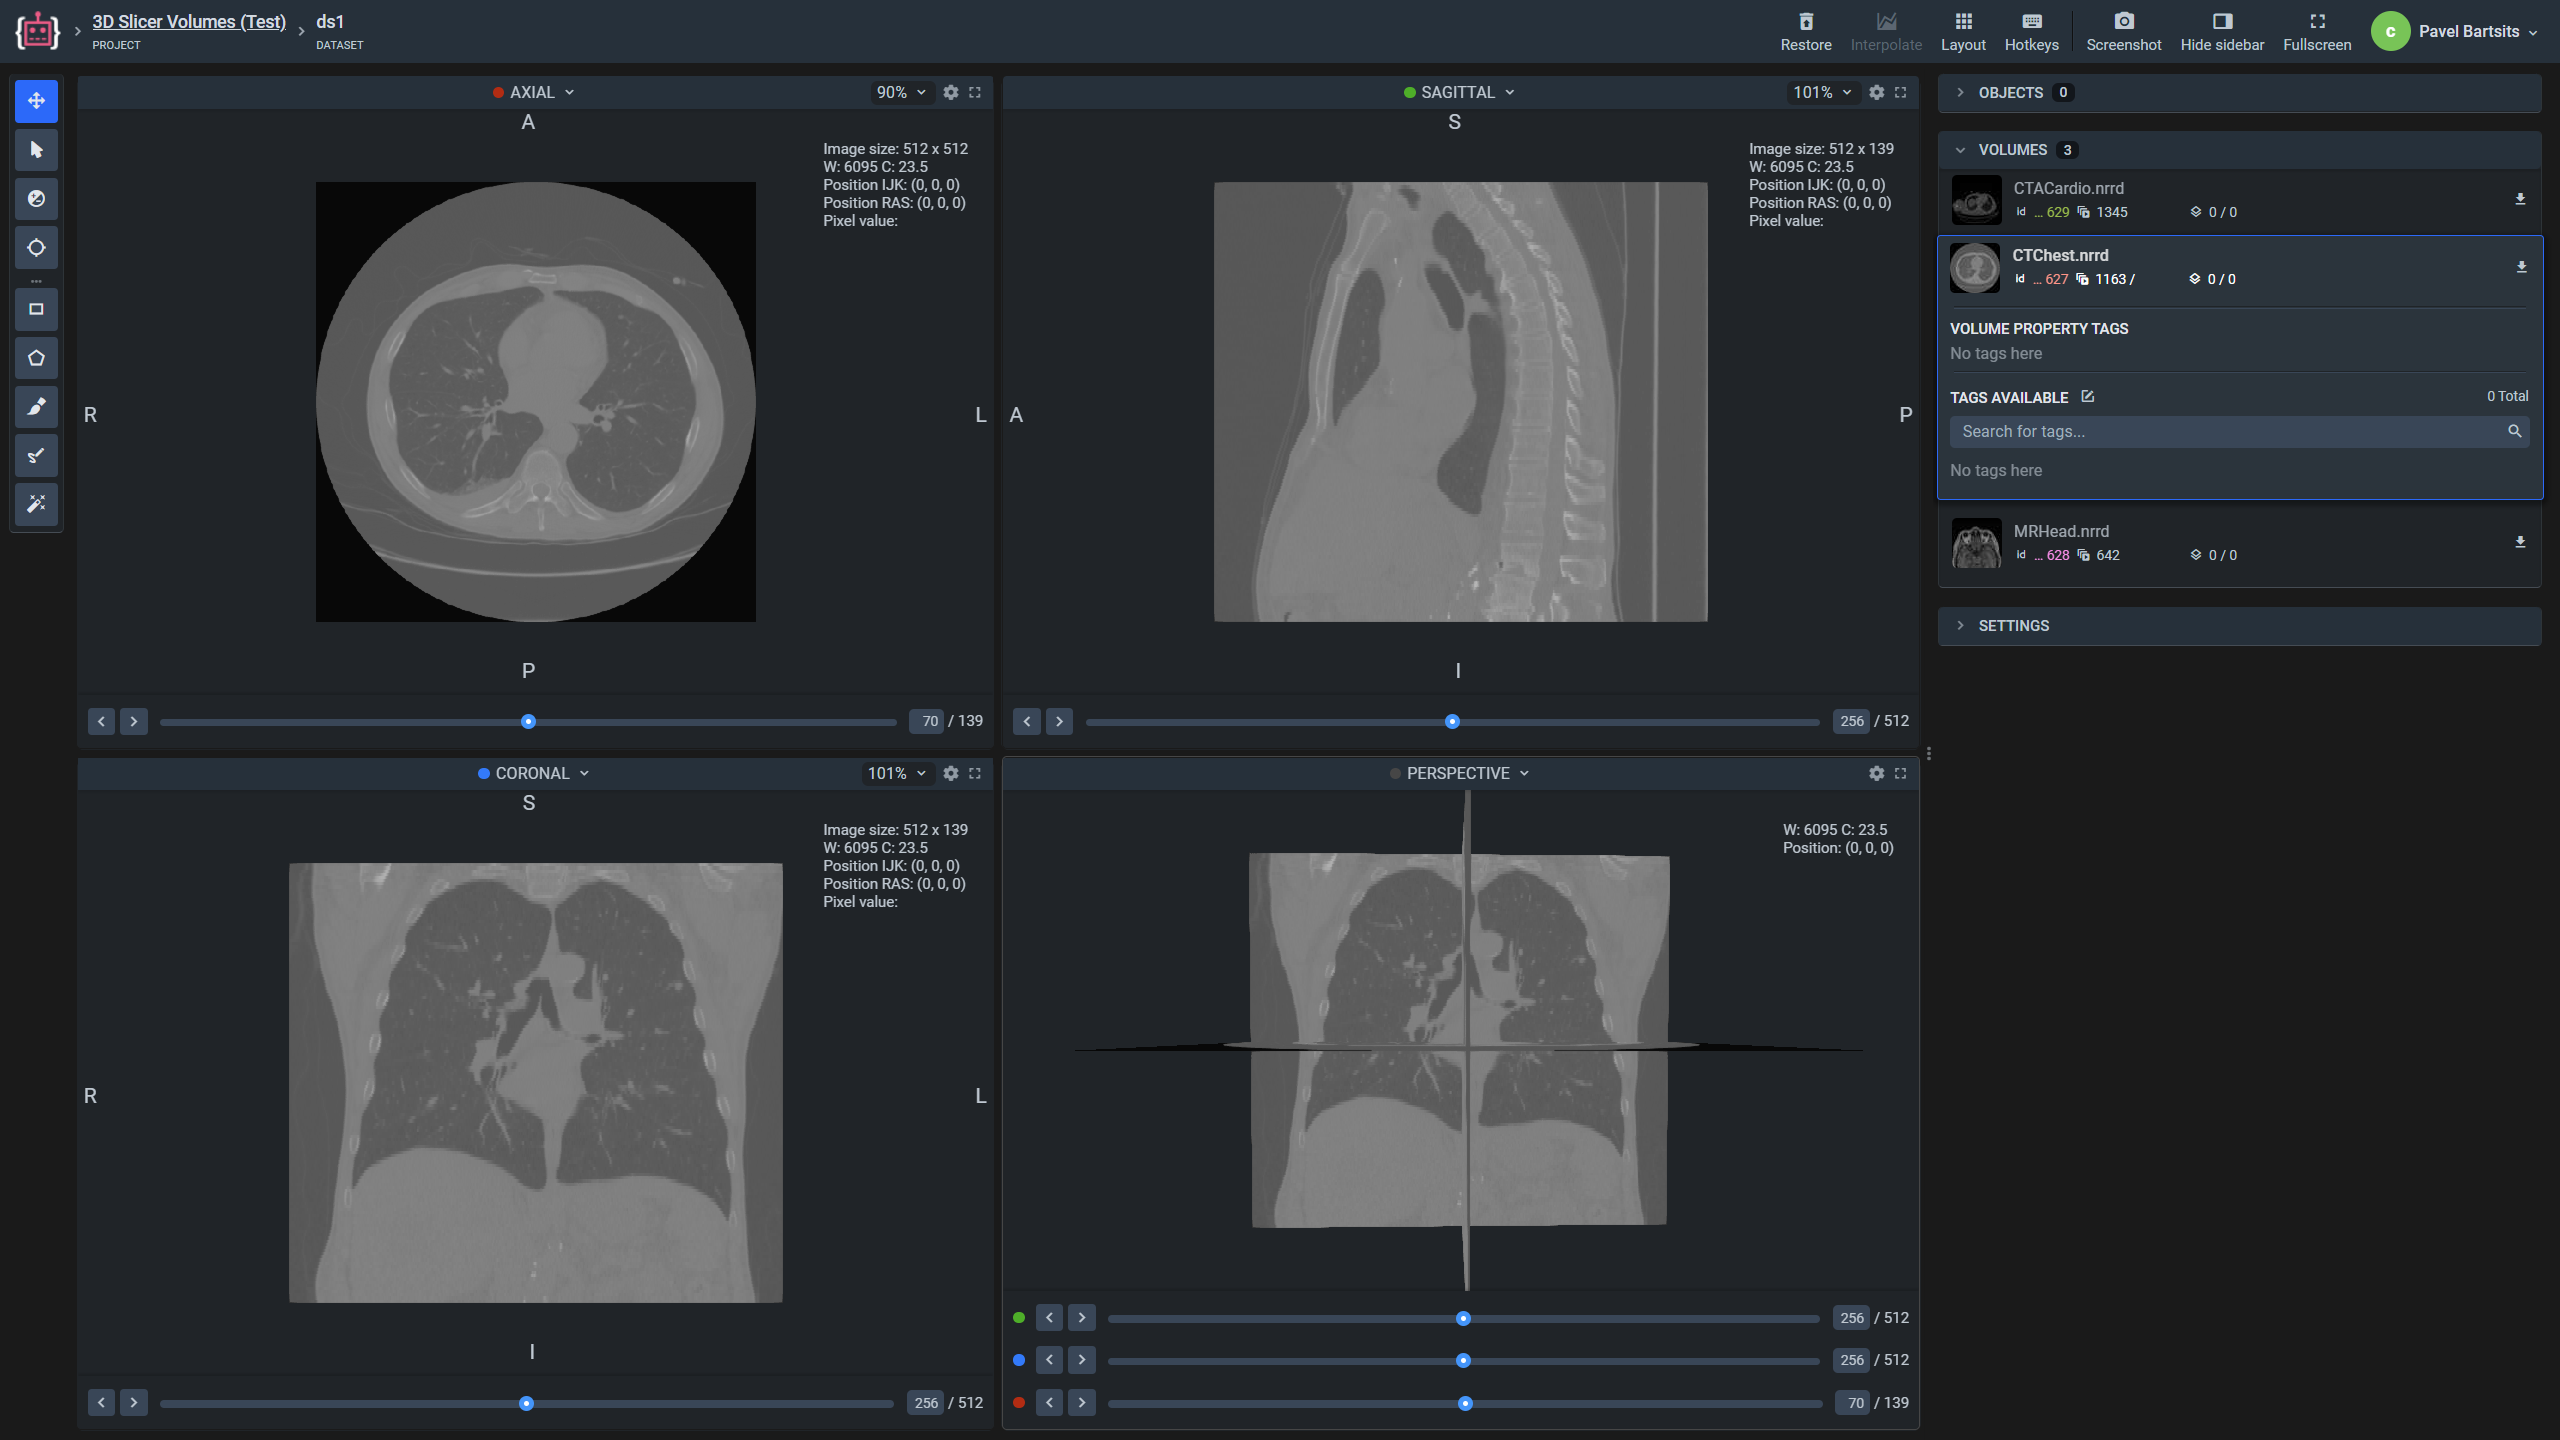 3D Slicer Volumes (Test)
PROJECT
ds1
DATASET
Restore
Interpolate
Layout
Hotkeys
Screenshot
Hide sidebar
Fullscreen
c
Pavel Bartsits
AXIAL
90%
A
Image size: 512 x 512
W: 6095 C: 23.5
Position IJK: (0, 0, 0)
Position RAS: (0, 0, 0)
Pixel value:
R
L
P
70 / 139
SAGITTAL
101%
S
Image size: 512 x 139
W: 6095 C: 23.5
Position IJK: (0, 0, 0)
Position RAS: (0, 0, 0)
Pixel value:
A
P
I
256 / 512
CORONAL
101%
S
Image size: 512 x 139
W: 6095 C: 23.5
Position IJK: (0, 0, 0)
Position RAS: (0, 0, 0)
Pixel value:
R
L
I
256 / 512
PERSPECTIVE
W: 6095 C: 23.5
Position: (0, 0, 0)
256 / 512
256 / 512
70 / 139
OBJECTS 0
VOLUMES 3
CTACardio.nrrd
id ... 629 1345 0 / 0
CTChest.nrrd
id ... 627 1163 / 0 / 0
VOLUME PROPERTY TAGS
No tags here
TAGS AVAILABLE 0 Total
Search for tags...
No tags here
MRHead.nrrd
id ... 628 642 0 / 0
SETTINGS